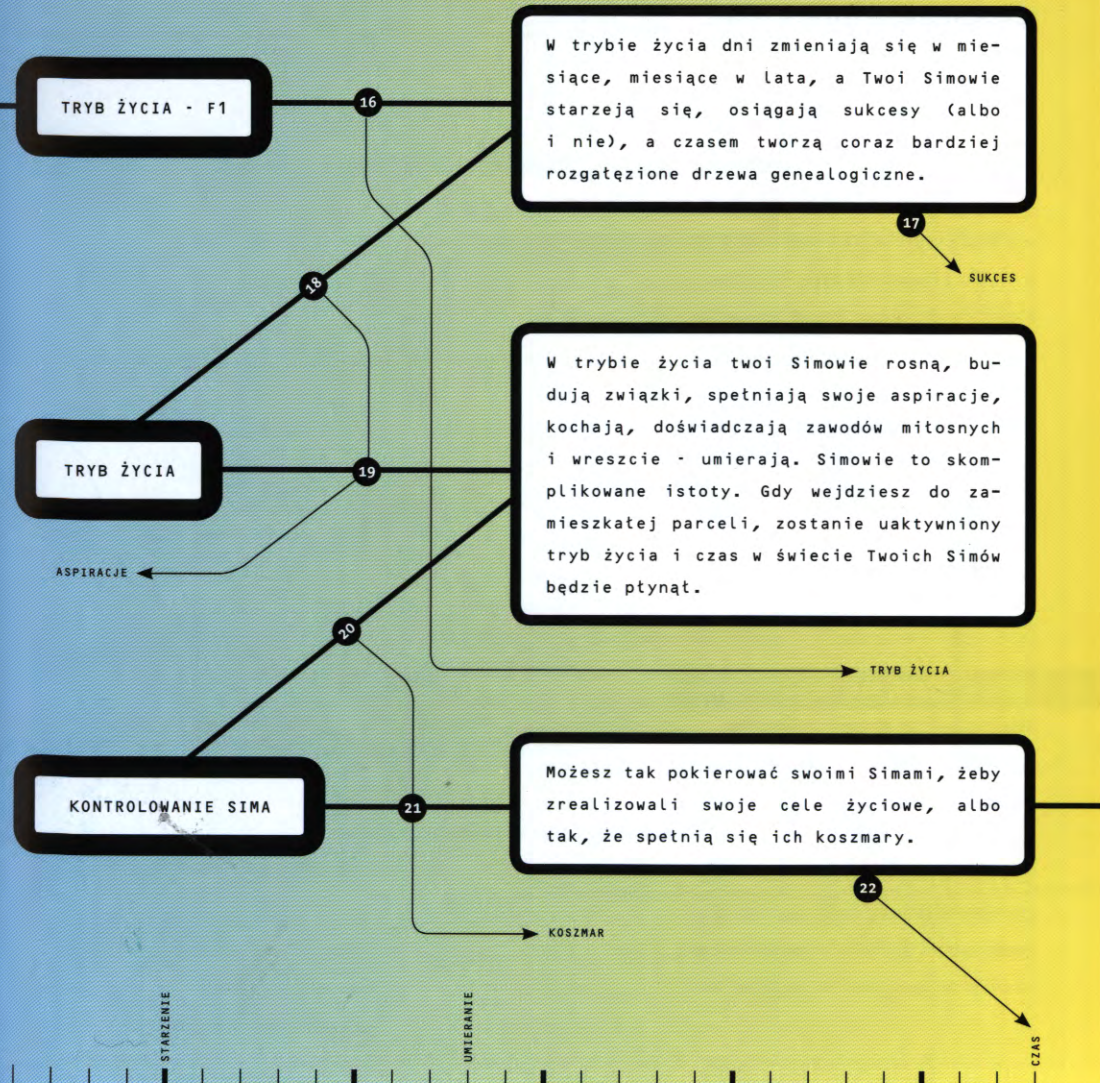 TRYB ŻYCIA - F1
16
W trybie życia dni zmieniają się w mie-
siące, miesiące w lata, a Twoi Simowie
starzeją się, osiągają sukcesy (albo
i nie), a czasem tworzą coraz bardziej
rozgałęzione drzewa genealogiczne.
17
SUKCES
18
TRYB ŻYCIA
19
W trybie życia twoi Simowie rosną, bu-
dują związki, spełniają swoje aspiracje,
kochają, doświadczają zawodów miłosnych
i wreszcie - umierają. Simowie to skom-
plikowane istoty. Gdy wejdziesz do za-
mieszkałej parceli, zostanie uaktywniony
tryb życia i czas w świecie Twoich Simów
będzie płynął.
ASPIRACJE
20
TRYB ŻYCIA
KONTROLOWANIE SIMA
21
Możesz tak pokierować swoimi Simami, żeby
zrealizowali swoje cele życiowe, albo
tak, że spełnią się ich koszmary.
22
KOSZMAR
STARZENIE
UMIERANIE
CZAS